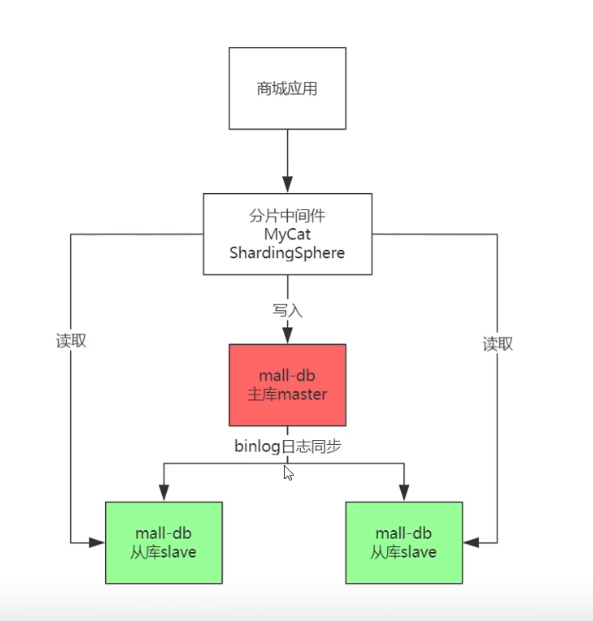 商城应用
分片中间件
MyCat
ShardingSphere
写入
读取
读取
mall-db
主库master
binlog日志同步
mall-db
从库slave
mall-db
从库slave